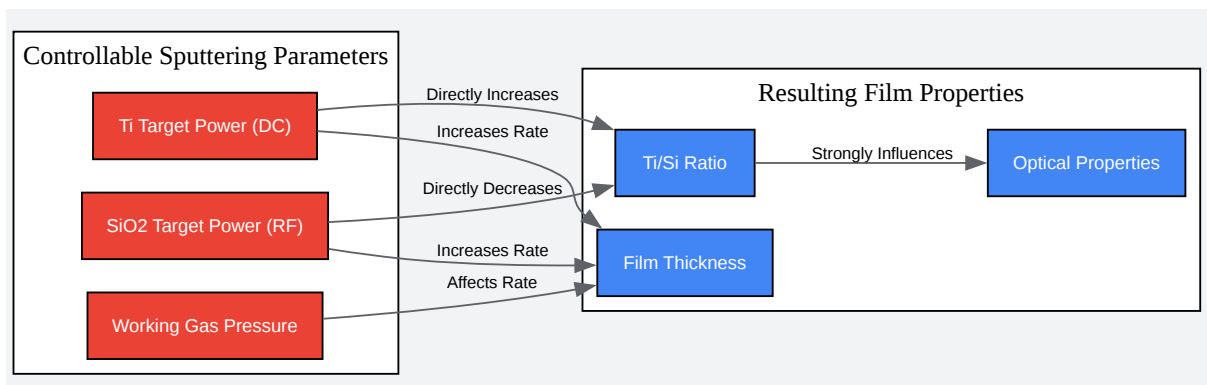 Controllable Sputtering Parameters
Ti Target Power (DC)
SiO2 Target Power (RF)
Working Gas Pressure
Directly Increases
Increases Rate
Directly Decreases
Increases Rate
Affects Rate
Resulting Film Properties
Ti/Si Ratio
Strongly Influences
Optical Properties
Film Thickness